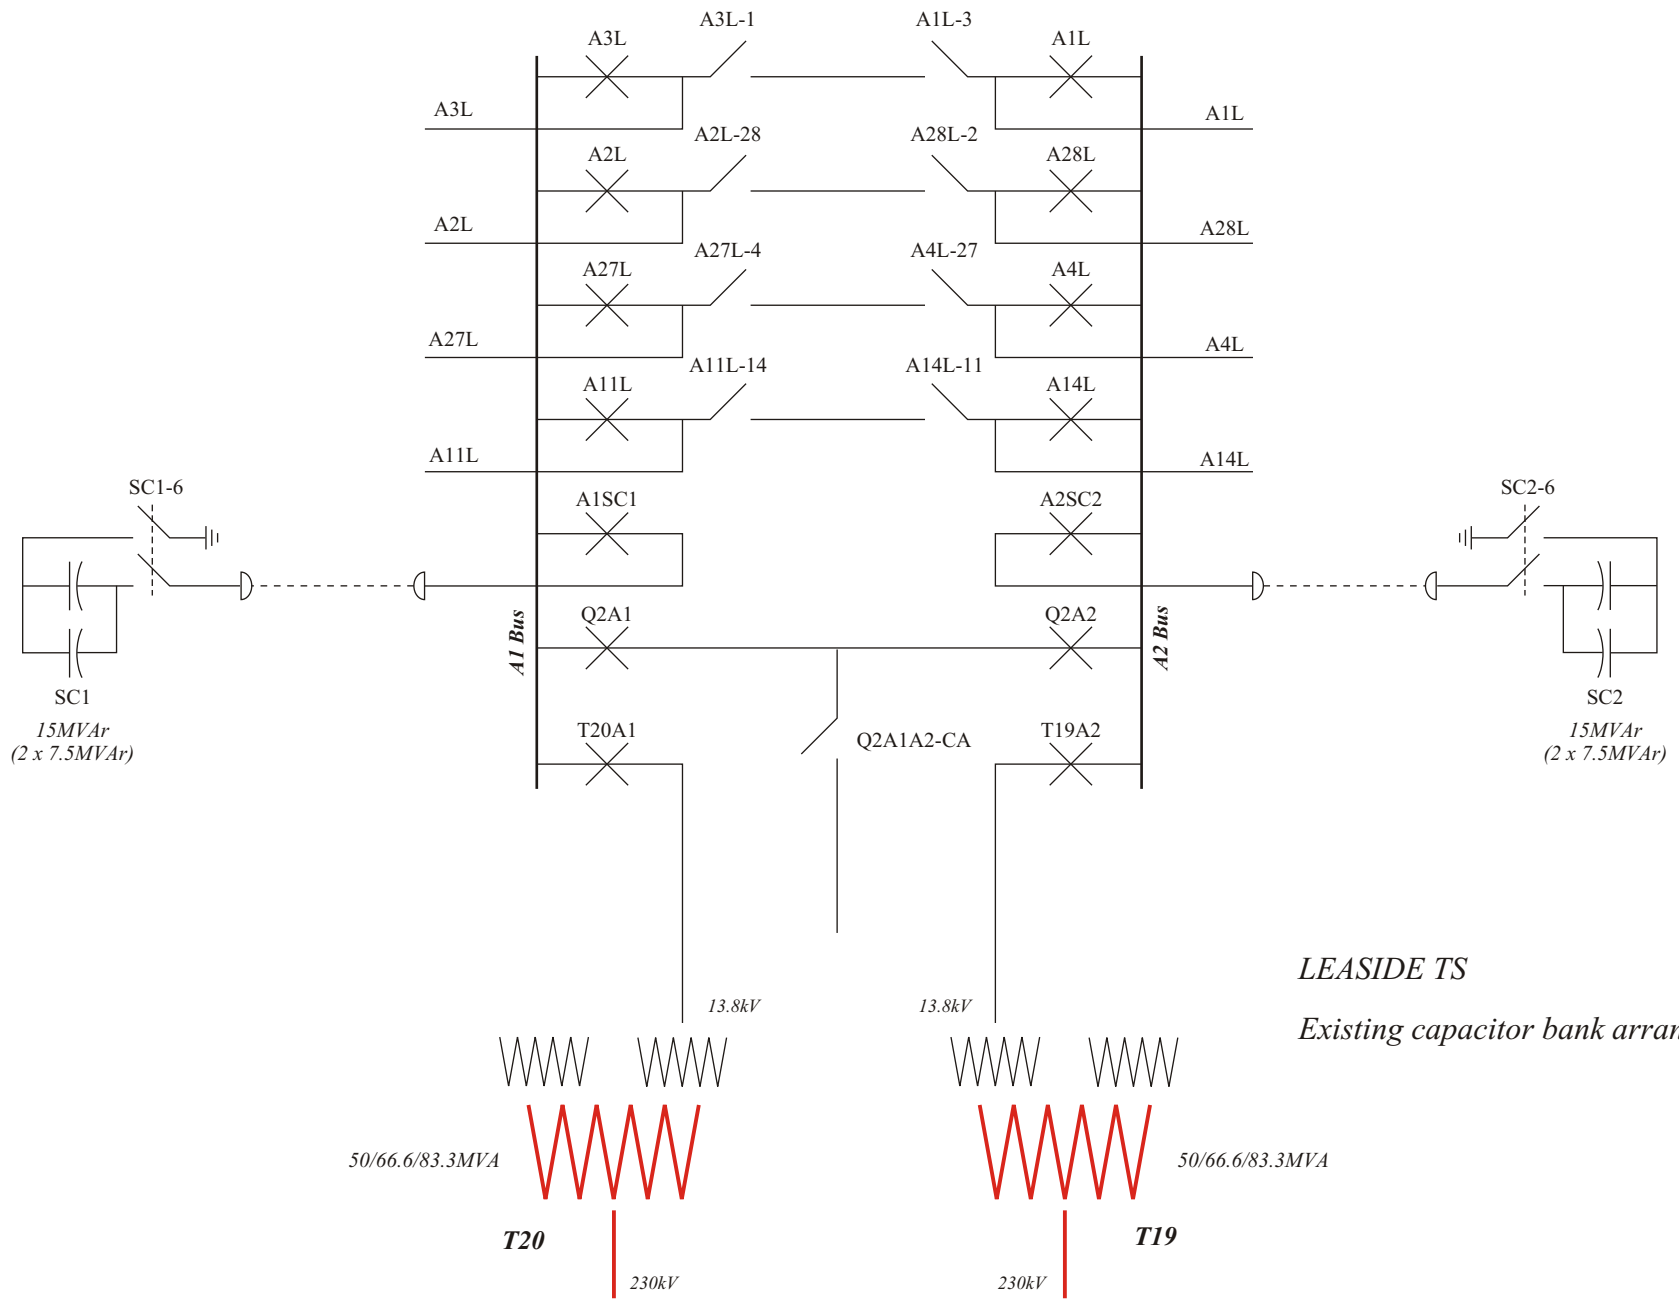 A3L-1
A1L-3
A3L
A1L
A3L
A1L
A2L-28
A28L-2
A2L
A28L
A2L
A28L
A27L-4
A4L-27
A27L
A4L
A27L
A4L
A11L-14
A14L-11
A11L
A14L
A11L
A14L
SC1-6
SC2-6
A1SC1
A2SC2
A1 Bus
A2 Bus
Q2A1
Q2A2
SC1
15MVAr
(2 x 7.5MVAr)
SC2
15MVAr
(2 x 7.5MVAr)
T20A1
Q2A1A2-CA
T19A2
LEASIDE TS
Existing capacitor bank arran
13.8kV
13.8kV
50/66.6/83.3MVA
50/66.6/83.3MVA
T20
T19
230kV
230kV